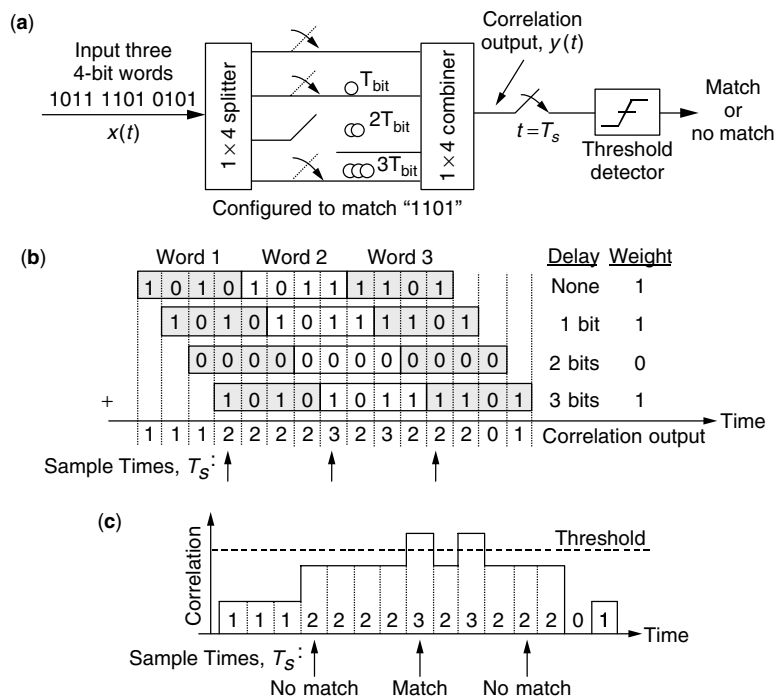 (a)
Input three
4-bit words
1011 1101 0101
x(t)
1 × 4 splitter
T_bit
2T_bit
3T_bit
1 × 4 combiner
Configured to match “1101”
Correlation
output, y(t)
t = T_s
Threshold
detector
Match
or
no match
(b)
Word 1 Word 2 Word 3 Delay Weight
1 0 1 0 1 0 1 1 1 1 0 1 None 1
1 0 1 0 1 0 1 1 1 1 0 1 1 bit 1
0 0 0 0 0 0 0 0 0 0 0 0 2 bits 0
+ 1 0 1 0 1 0 1 1 1 1 0 1 3 bits 1
Time
1 1 1 2 2 2 2 3 2 3 2 2 2 0 1 Correlation output
Sample Times, T_s:
(c)
Correlation
Threshold
1 1 1 2 2 2 2 3 2 3 2 2 2 0 1
Time
Sample Times, T_s:
No match Match No match